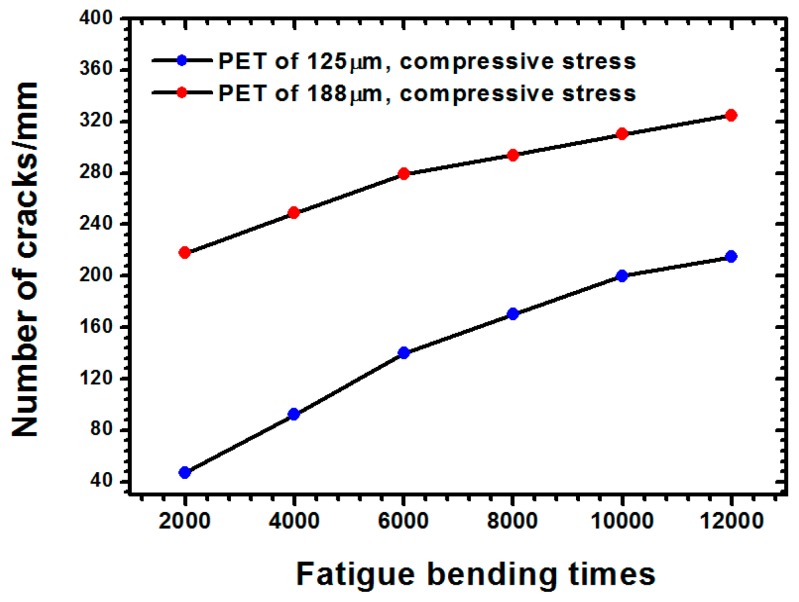 400
360
320
280
240
200
160
120
80
40
Number of cracks/mm
PET of 125μm, compressive stress
PET of 188μm, compressive stress
2000 4000 6000 8000 10000 12000
Fatigue bending times